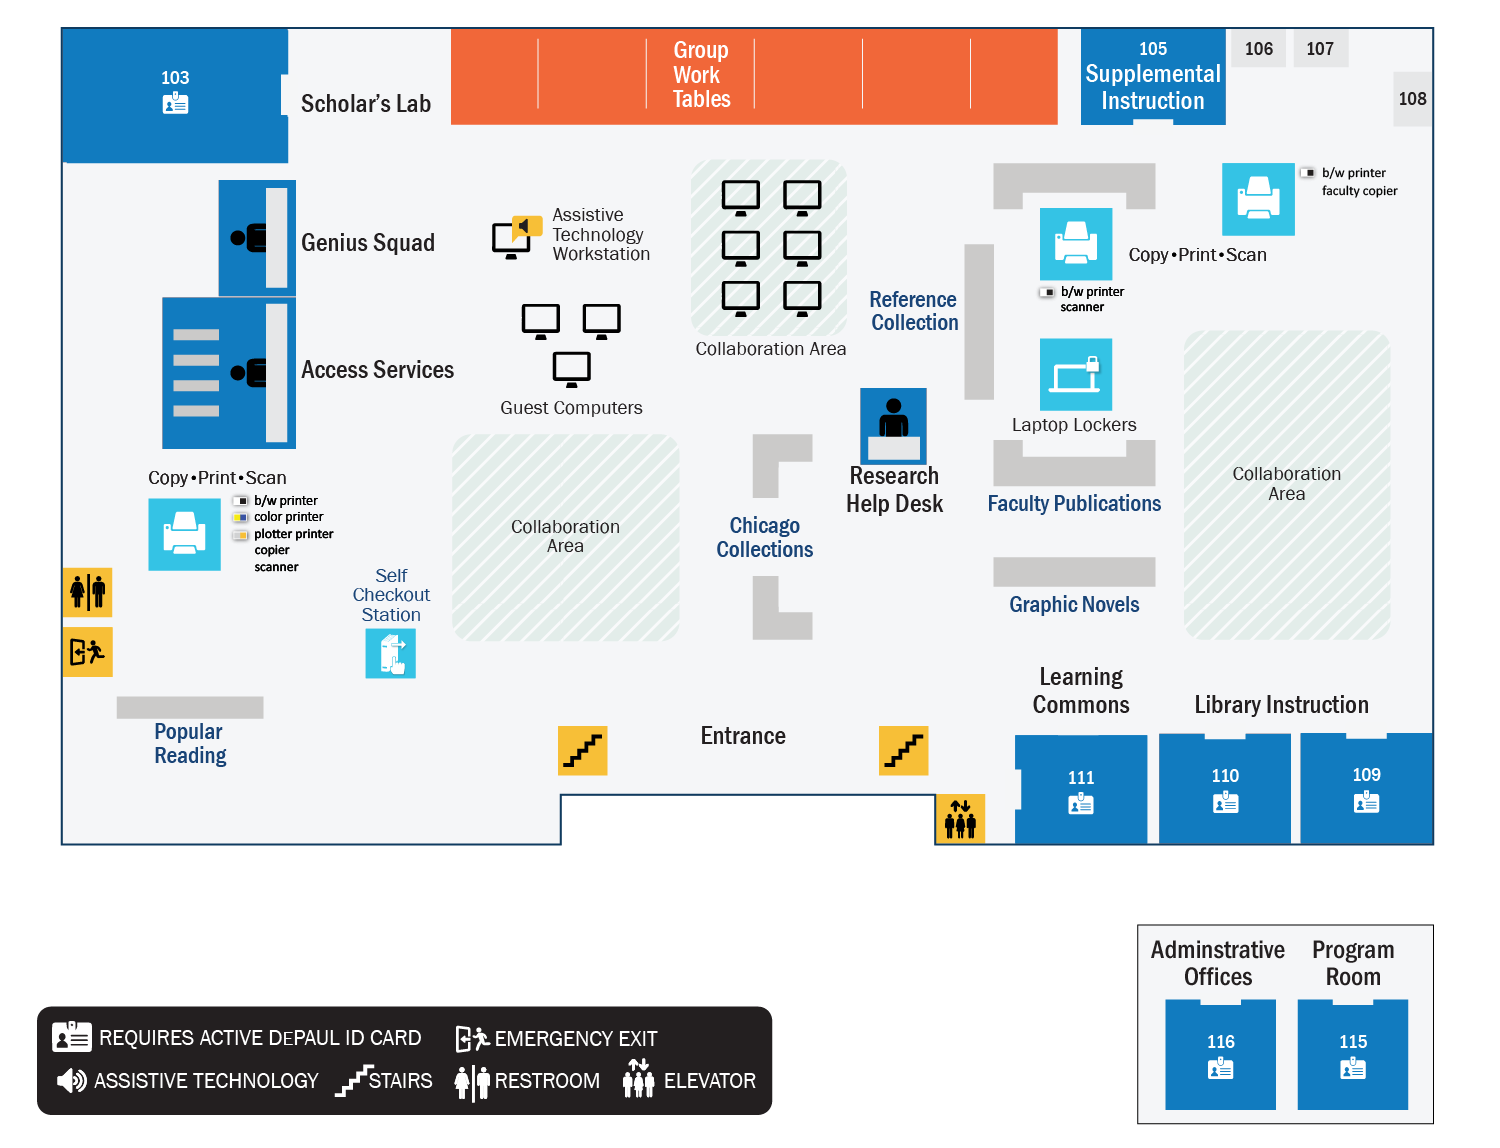 103
Scholar's Lab
Group
Work
Tables
105
Supplemental
Instruction
106
107
108
Genius Squad
Assistive
Technology
Workstation
b/w printer
faculty copier
Copy•Print•Scan
b/w printer
scanner
Reference
Collection
Collaboration Area
Access Services
Guest Computers
Laptop Lockers
Copy•Print•Scan
b/w printer
color printer
plotter printer
copier
scanner
Collaboration
Area
Research
Help Desk
Chicago
Collections
Faculty Publications
Collaboration
Area
Self
Checkout
Station
Graphic Novels
Popular
Reading
Entrance
Learning
Commons
Library Instruction
111
110
109
Adminstrative
Offices
Program
Room
116
115
REQUIRES ACTIVE DEPAUL ID CARD
EMERGENCY EXIT
ASSISTIVE TECHNOLOGY
STAIRS
RESTROOM
ELEVATOR